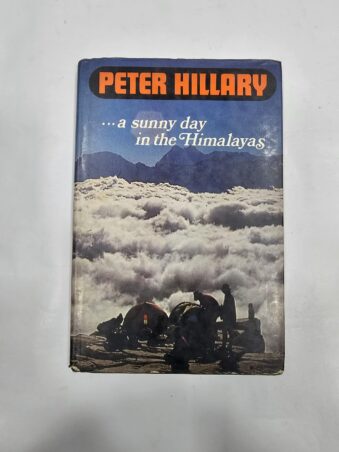 PETER HILLARY
...a sunny day
in the Himalayas